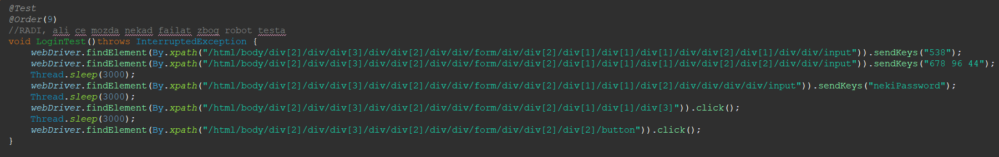 @Test
@Order(9)
//RADI, ali ce mozda nekad failat zbog robot testa
void LoginTest()throws InterruptedException {
    webDriver.findElement(By.xpath("/html/body/div[2]/div/div[3]/div/div[2]/div/div/form/div/div[2]/div[1]/div[1]/div[1]/div/div[2]/div[1]/div/div/input")).sendKeys("538");
    webDriver.findElement(By.xpath("/html/body/div[2]/div/div[3]/div/div[2]/div/div/form/div/div[2]/div[1]/div[1]/div[1]/div/div[2]/div[2]/div/div/input")).sendKeys("678 96 44");
    Thread.sleep(3000);
    webDriver.findElement(By.xpath("/html/body/div[2]/div/div[3]/div/div[2]/div/div/form/div/div[2]/div[1]/div[1]/div[2]/div/div/div/div/input")).sendKeys("nekiPassword");
    Thread.sleep(3000);
    webDriver.findElement(By.xpath("/html/body/div[2]/div/div[3]/div/div[2]/div/div/form/div/div[2]/div[1]/div[1]/div[3]")).click();
    Thread.sleep(3000);
    webDriver.findElement(By.xpath("/html/body/div[2]/div/div[3]/div/div[2]/div/div/form/div/div[2]/div[2]/button")).click();
}